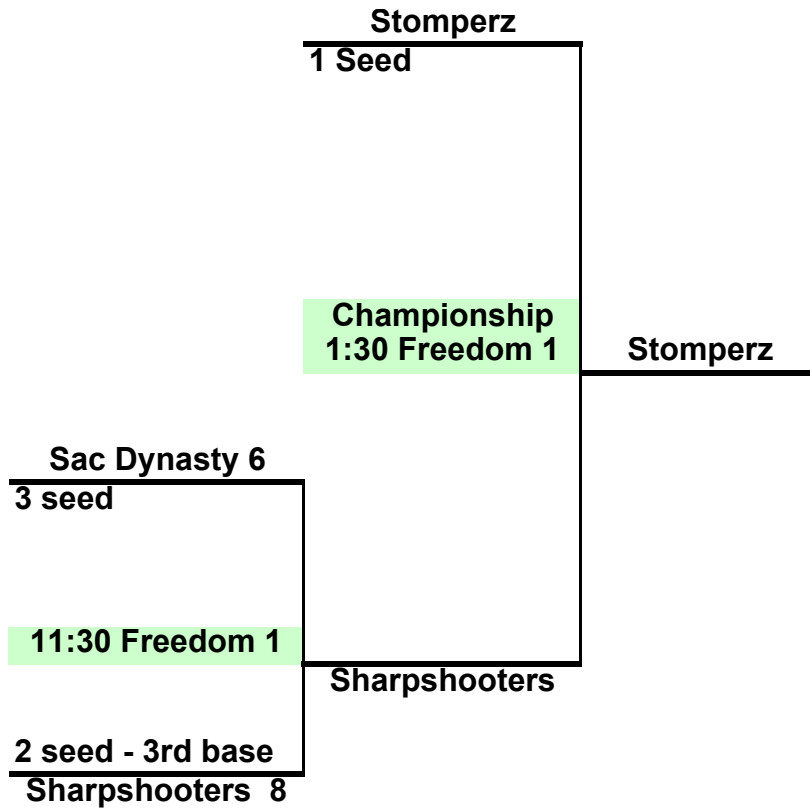 Stomperz
1 Seed
Championship
1:30 Freedom 1
Stomperz
Sac Dynasty 6
3 seed
11:30 Freedom 1
Sharpshooters
2 seed - 3rd base
Sharpshooters  8